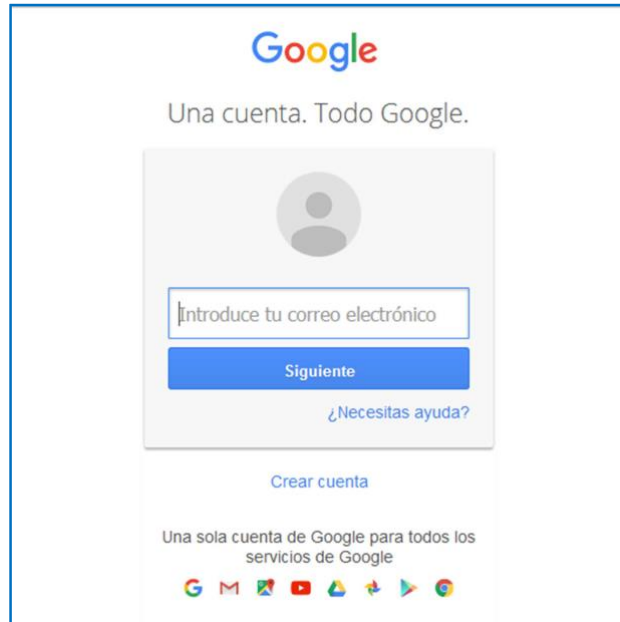 Google
Una cuenta. Todo Google.
Introduce tu correo electrónico
Siguiente
¿Necesitas ayuda?
Crear cuenta
Una sola cuenta de Google para todos los
servicios de Google